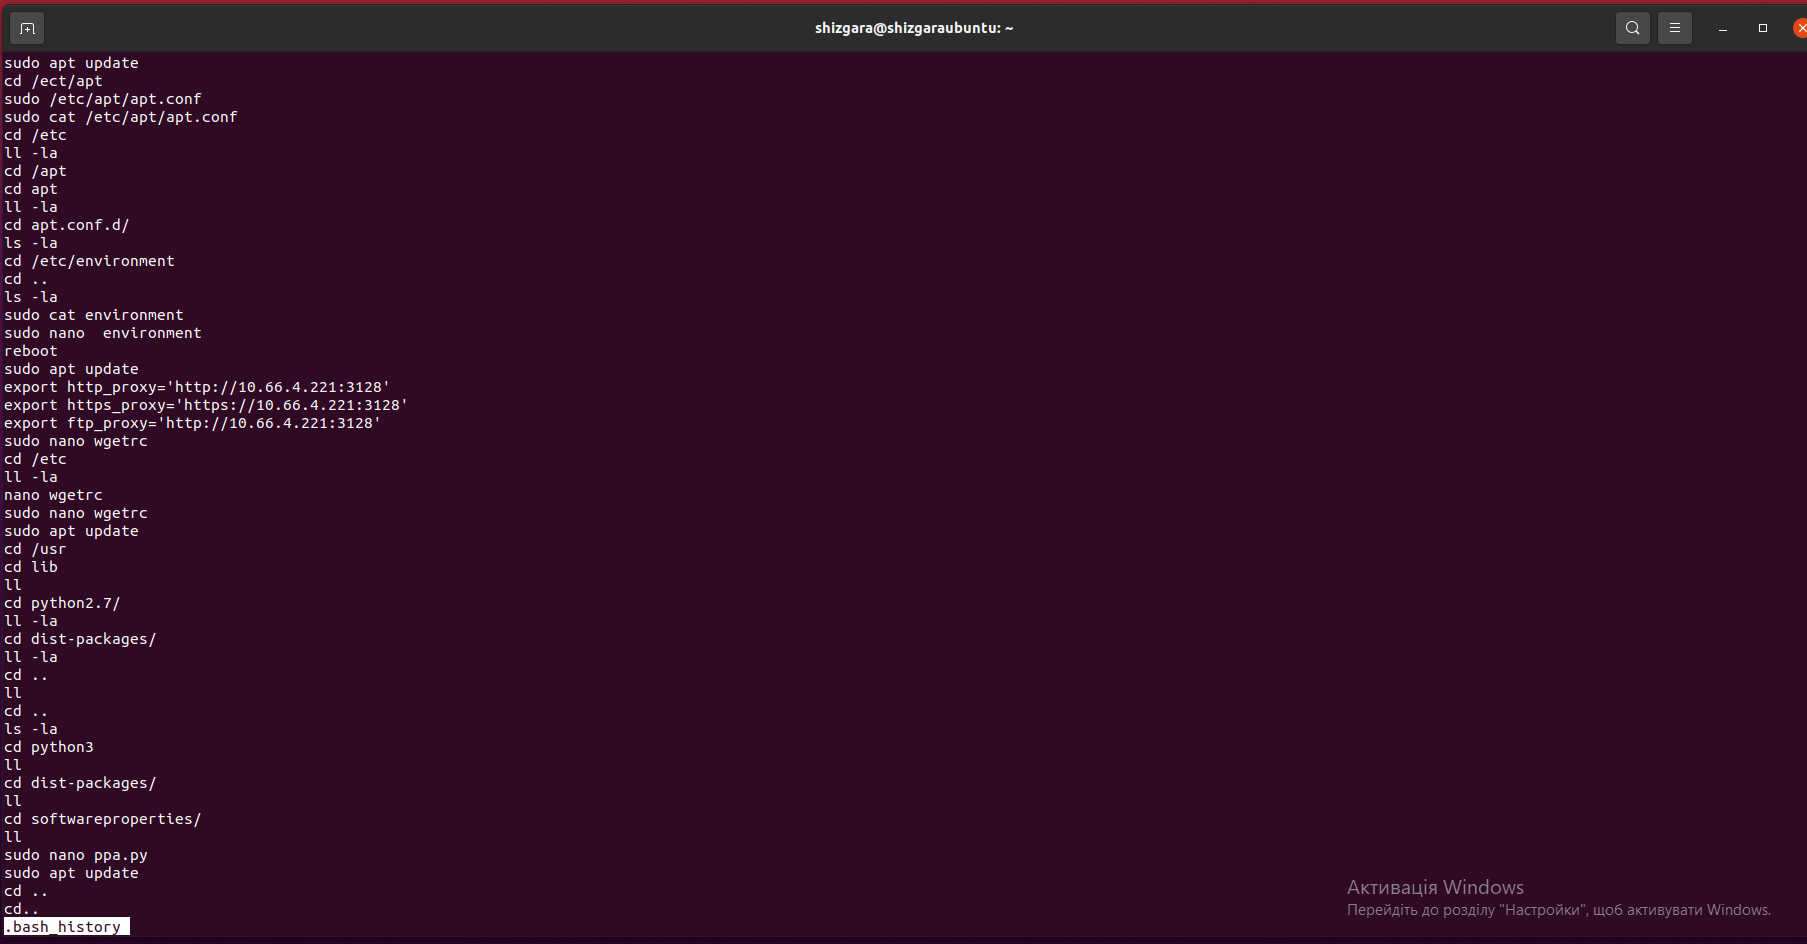 shizgara@shizgaraubuntu: ~
sudo apt update
cd /ect/apt
sudo /etc/apt/apt.conf
sudo cat /etc/apt/apt.conf
cd /etc
ll -la
cd /apt
cd apt
ll -la
cd apt.conf.d/
ls -la
cd /etc/environment
cd ..
ls -la
sudo cat environment
sudo nano  environment
reboot
sudo apt update
export http_proxy='http://10.66.4.221:3128'
export https_proxy='https://10.66.4.221:3128'
export ftp_proxy='http://10.66.4.221:3128'
sudo nano wgetrc
cd /etc
ll -la
nano wgetrc
sudo nano wgetrc
sudo apt update
cd /usr
cd lib
ll
cd python2.7/
ll -la
cd dist-packages/
ll -la
cd ..
ll
cd ..
ls -la
cd python3
ll
cd dist-packages/
ll
cd softwareproperties/
ll
sudo nano ppa.py
sudo apt update
cd ..
cd..
.bash_history
Активація Windows
Перейдіть до розділу "Настройки", щоб активувати Windows.